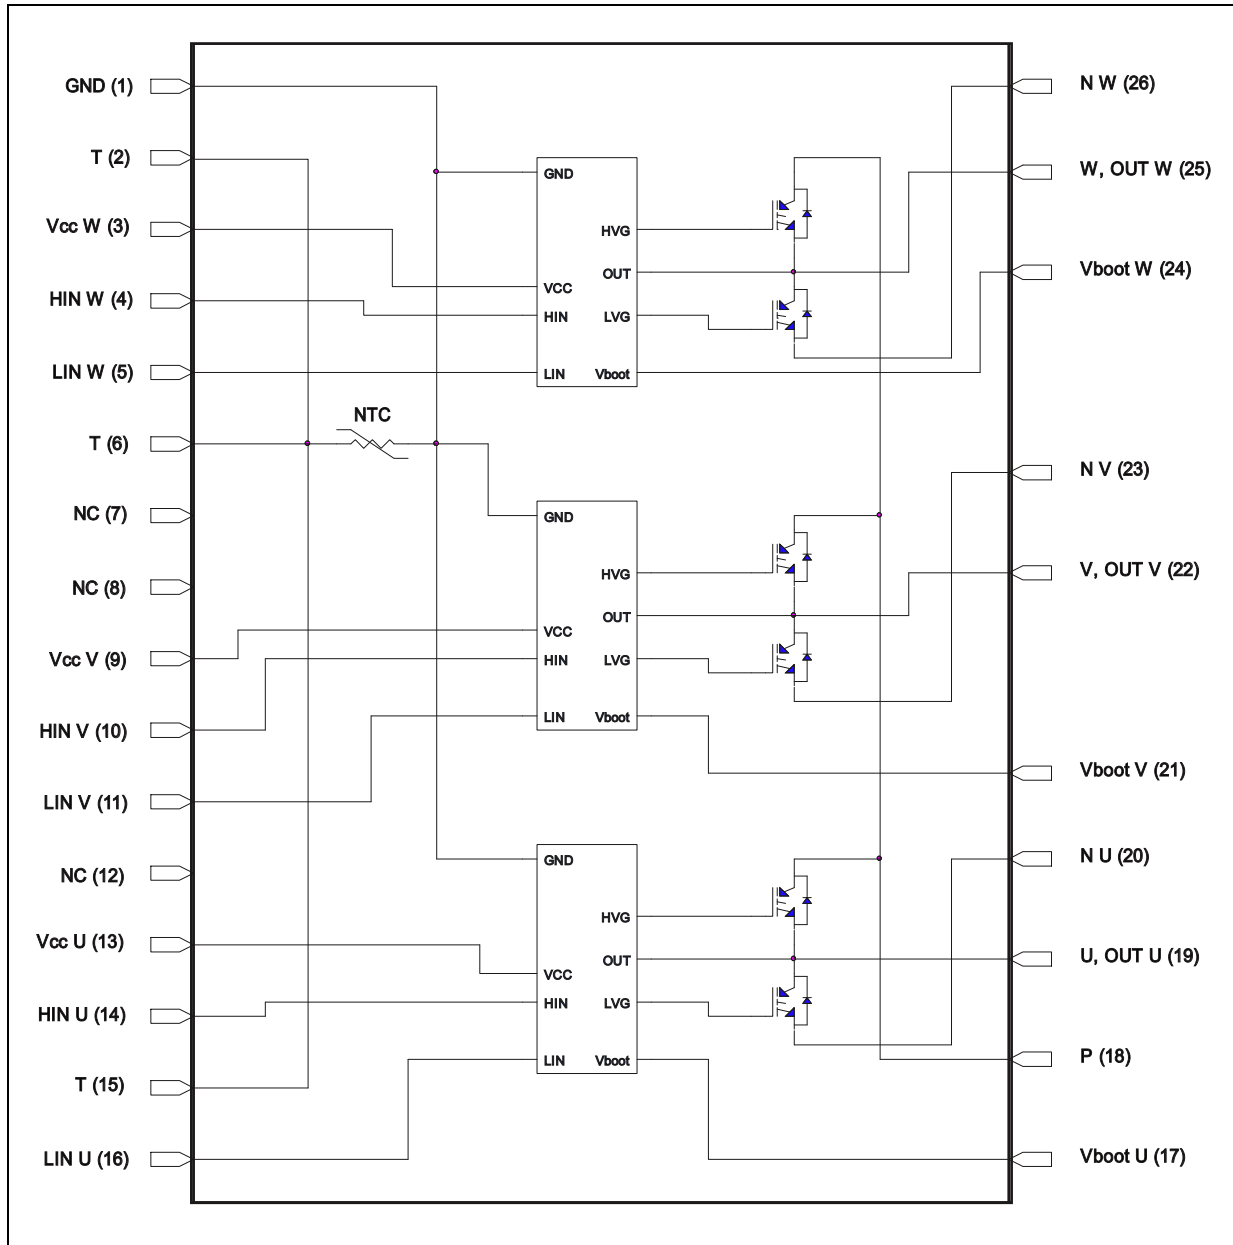 GND (1)
T (2)
Vcc W (3)
HIN W (4)
LIN W (5)
T (6)
NC (7)
NC (8)
Vcc V (9)
HIN V (10)
LIN V (11)
NC (12)
Vcc U (13)
HIN U (14)
T (15)
LIN U (16)
NTC
GND
HVG
OUT
VCC
HIN
LVG
LIN
Vboot
GND
HVG
OUT
VCC
HIN
LVG
LIN
Vboot
GND
HVG
OUT
VCC
HIN
LVG
LIN
Vboot
N W (26)
W, OUT W (25)
Vboot W (24)
N V (23)
V, OUT V (22)
Vboot V (21)
N U (20)
U, OUT U (19)
P (18)
Vboot U (17)